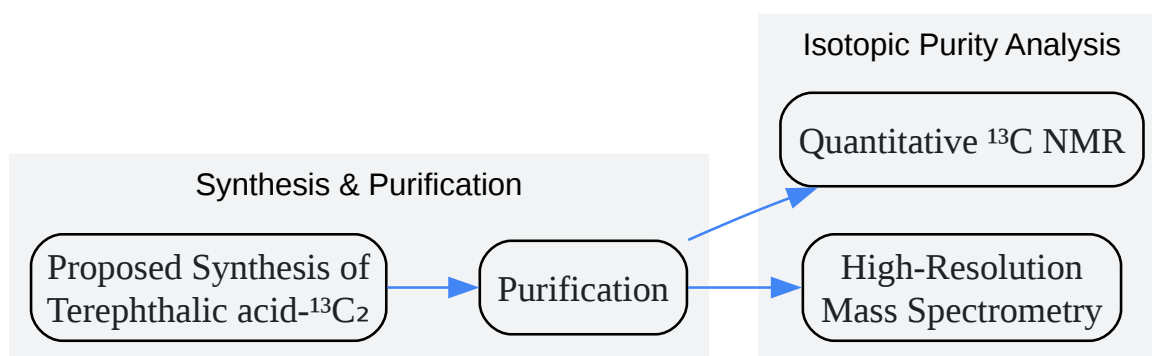 Synthesis & Purification
Proposed Synthesis of
Terephthalic acid-¹³C₂
Purification
Isotopic Purity Analysis
Quantitative ¹³C NMR
High-Resolution
Mass Spectrometry